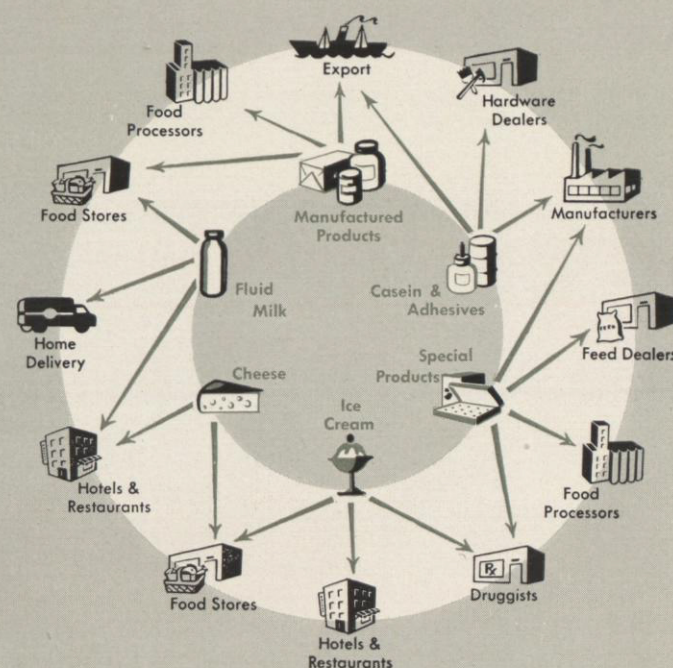 Export
Food
Processors
Hardware
Dealers
Food Stores
Manufactured
Products
Manufacturers
Fluid
Milk
Casein &
Adhesives
Home
Delivery
Cheese
Special
Products
Feed Dealers
Ice
Cream
Hotels &
Restaurants
Food
Processors
Food Stores
Rx
Druggists
Hotels &
Restaurants